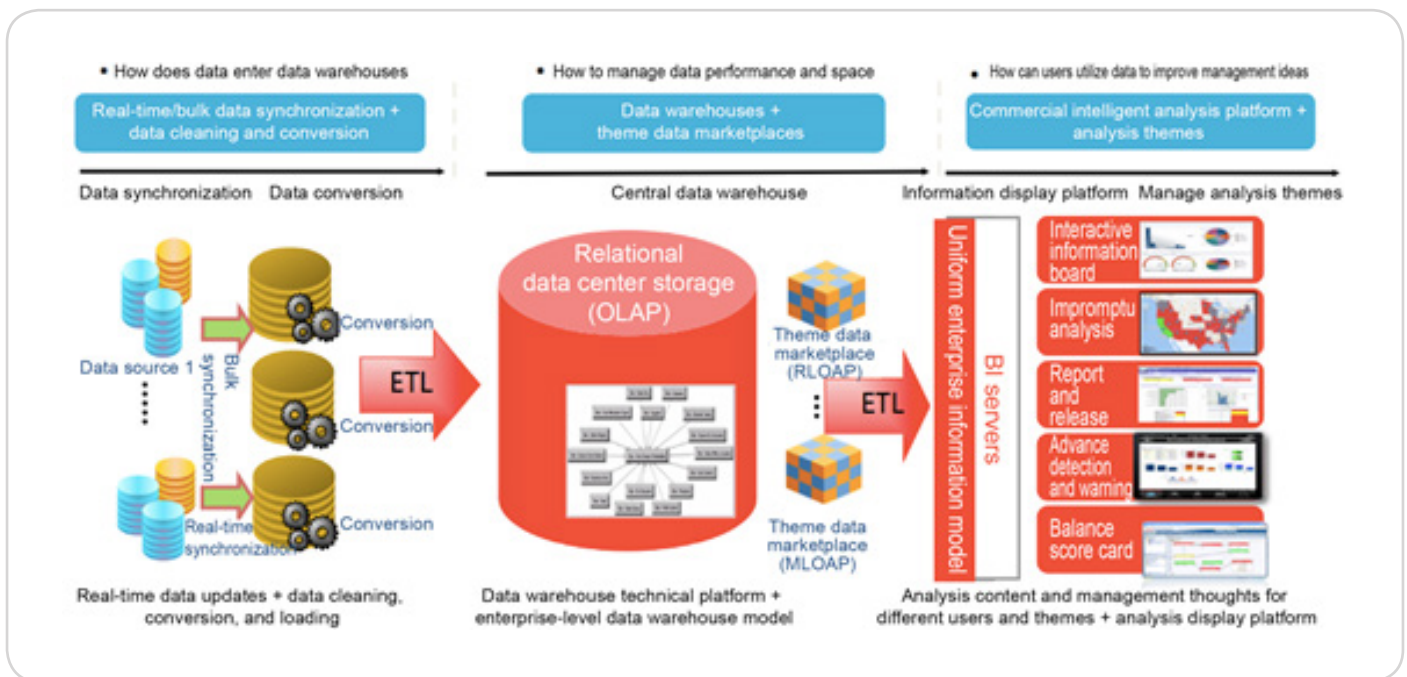 • How does data enter data warehouses
• How to manage data performance and space
• How can users utilize data to improve management ideas
Real-time/bulk data synchronization +
data cleaning and conversion
Data warehouses +
theme data marketplaces
Commercial intelligent analysis platform +
analysis themes
Data synchronization
Data conversion
Central data warehouse
Information display platform
Manage analysis themes
Data source 1
Bulk
synchronization
Real-time
synchronization
Conversion
Conversion
Conversion
ETL
Relational
data center storage
(OLAP)
Theme data
marketplace
(RLOAP)
Theme data
marketplace
(MLOAP)
ETL
Uniform enterprise information model
BI servers
Interactive
information
board
Impromptu
analysis
Report
and
release
Advance
detection
and warning
Balance
score card
Real-time data updates + data cleaning,
conversion, and loading
Data warehouse technical platform +
enterprise-level data warehouse model
Analysis content and management thoughts for
different users and themes + analysis display platform